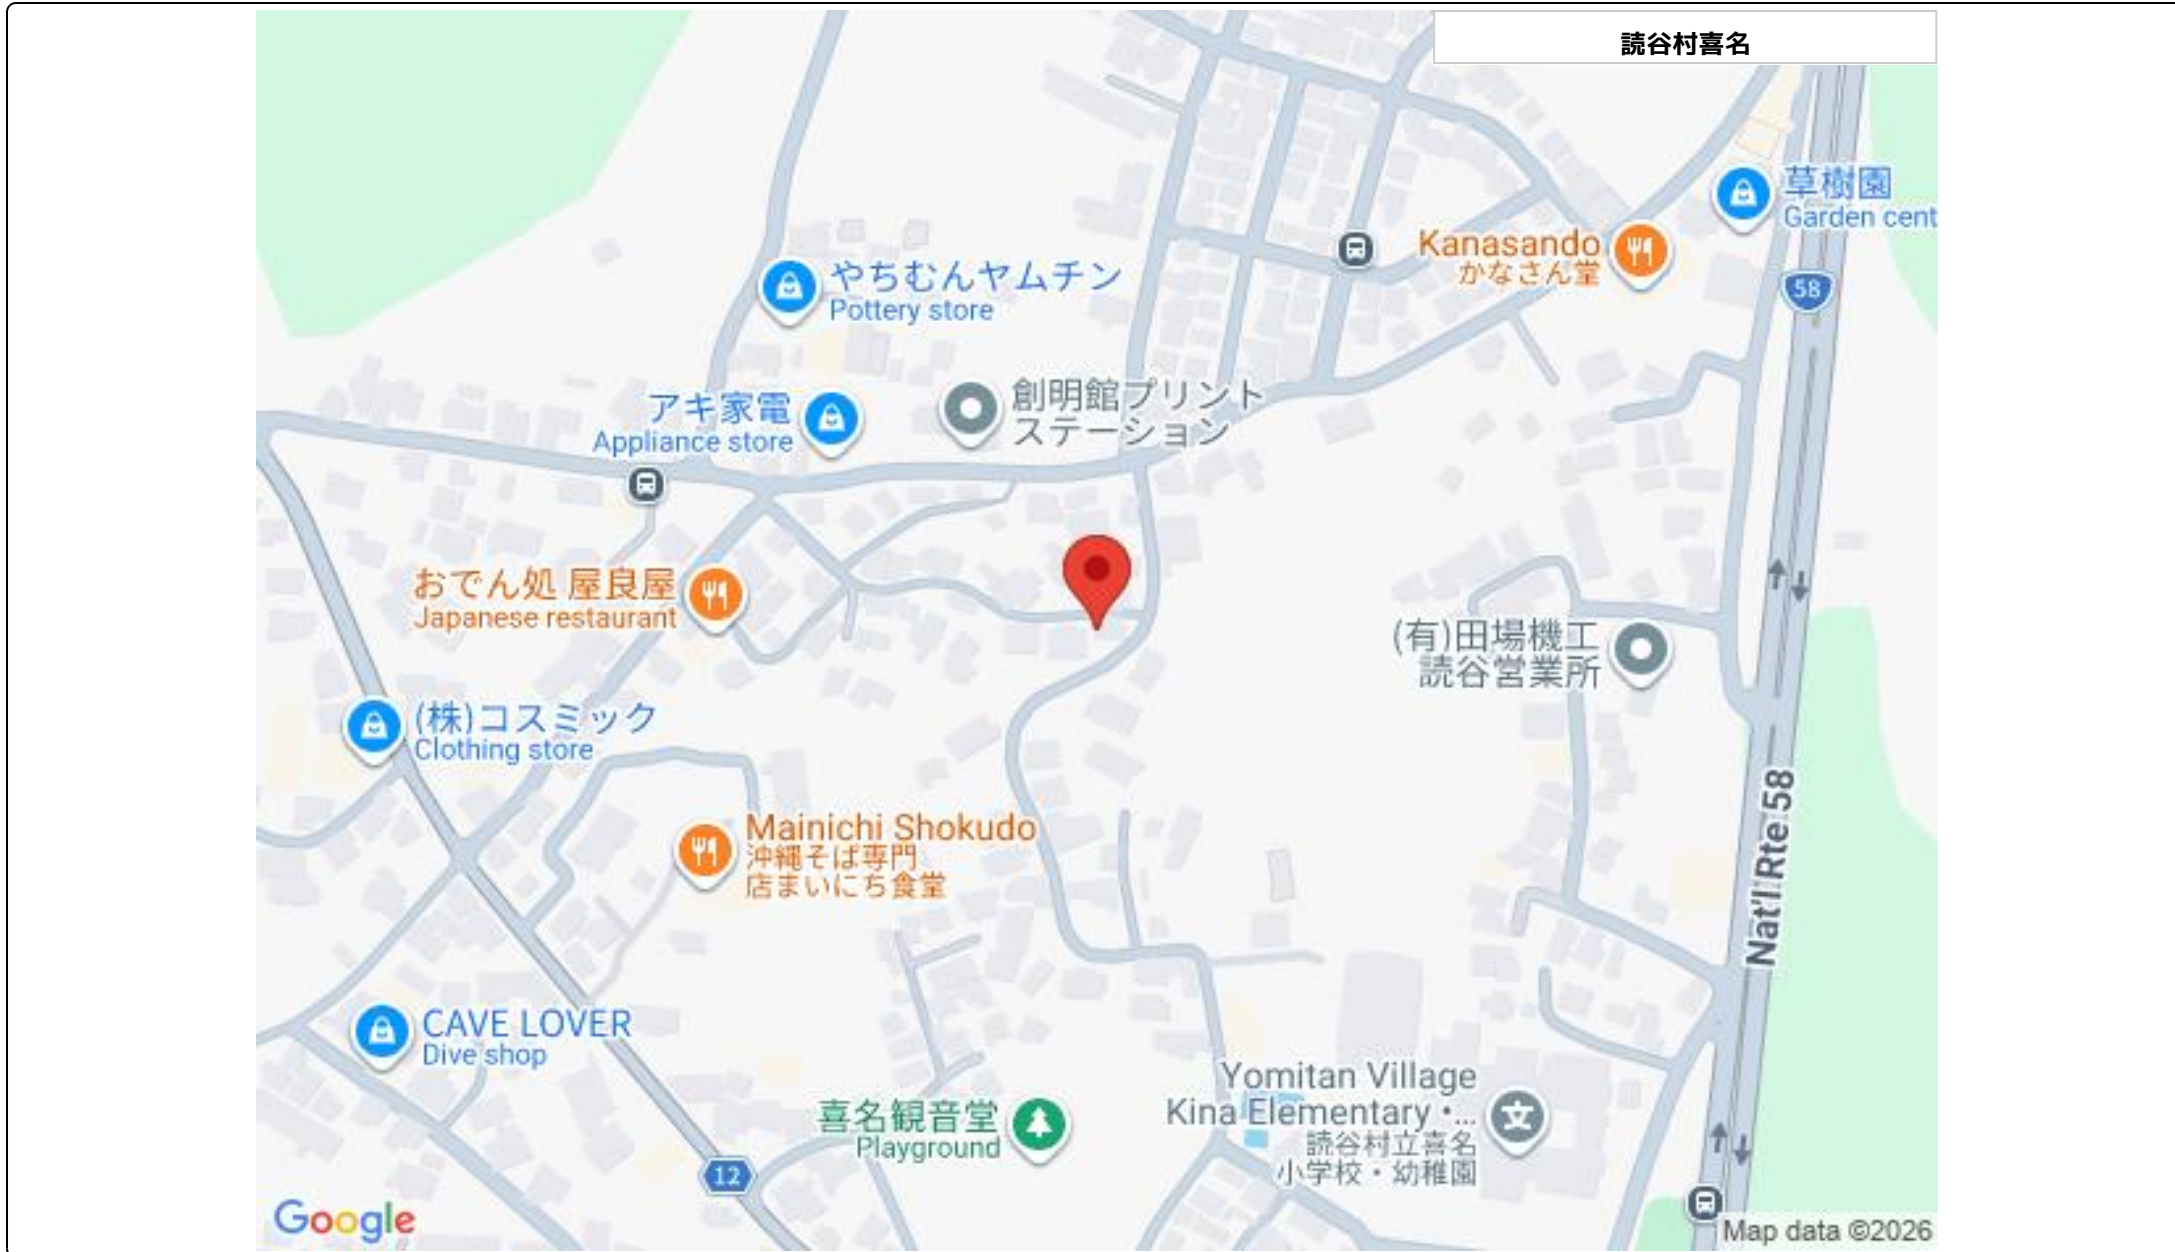 読谷村喜名
草樹園
Garden cent
Kanasando
かなさん堂
58
やちむんヤムチン
Pottery store
アキ家電
Appliance store
創明館プリント
ステーション
おでん処 屋良屋
Japanese restaurant
(有)田場機工
読谷営業所
(株)コスミック
Clothing store
Mainichi Shokudo
沖縄そば専門
店まいにち食堂
Nat'l Rte 58
CAVE LOVER
Dive shop
喜名観音堂
Playground
Yomitan Village
Kina Elementary •...
読谷村立喜名
小学校・幼稚園
12
Google
Map data ©2026